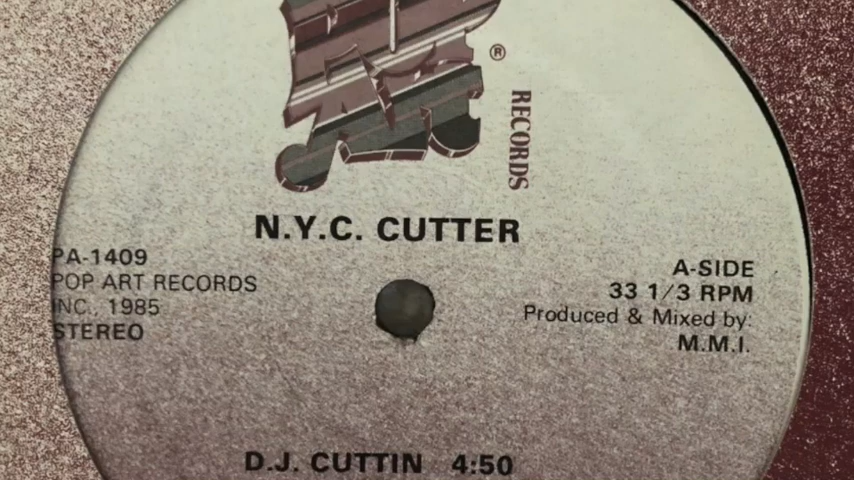 ®
RECORDS
N.Y.C. CUTTER
PA-1409
POP ART RECORDS
INC., 1985
STEREO
A-SIDE
33 1/3 RPM
Produced & Mixed by:
M.M.I.
D.J. CUTTIN 4:50